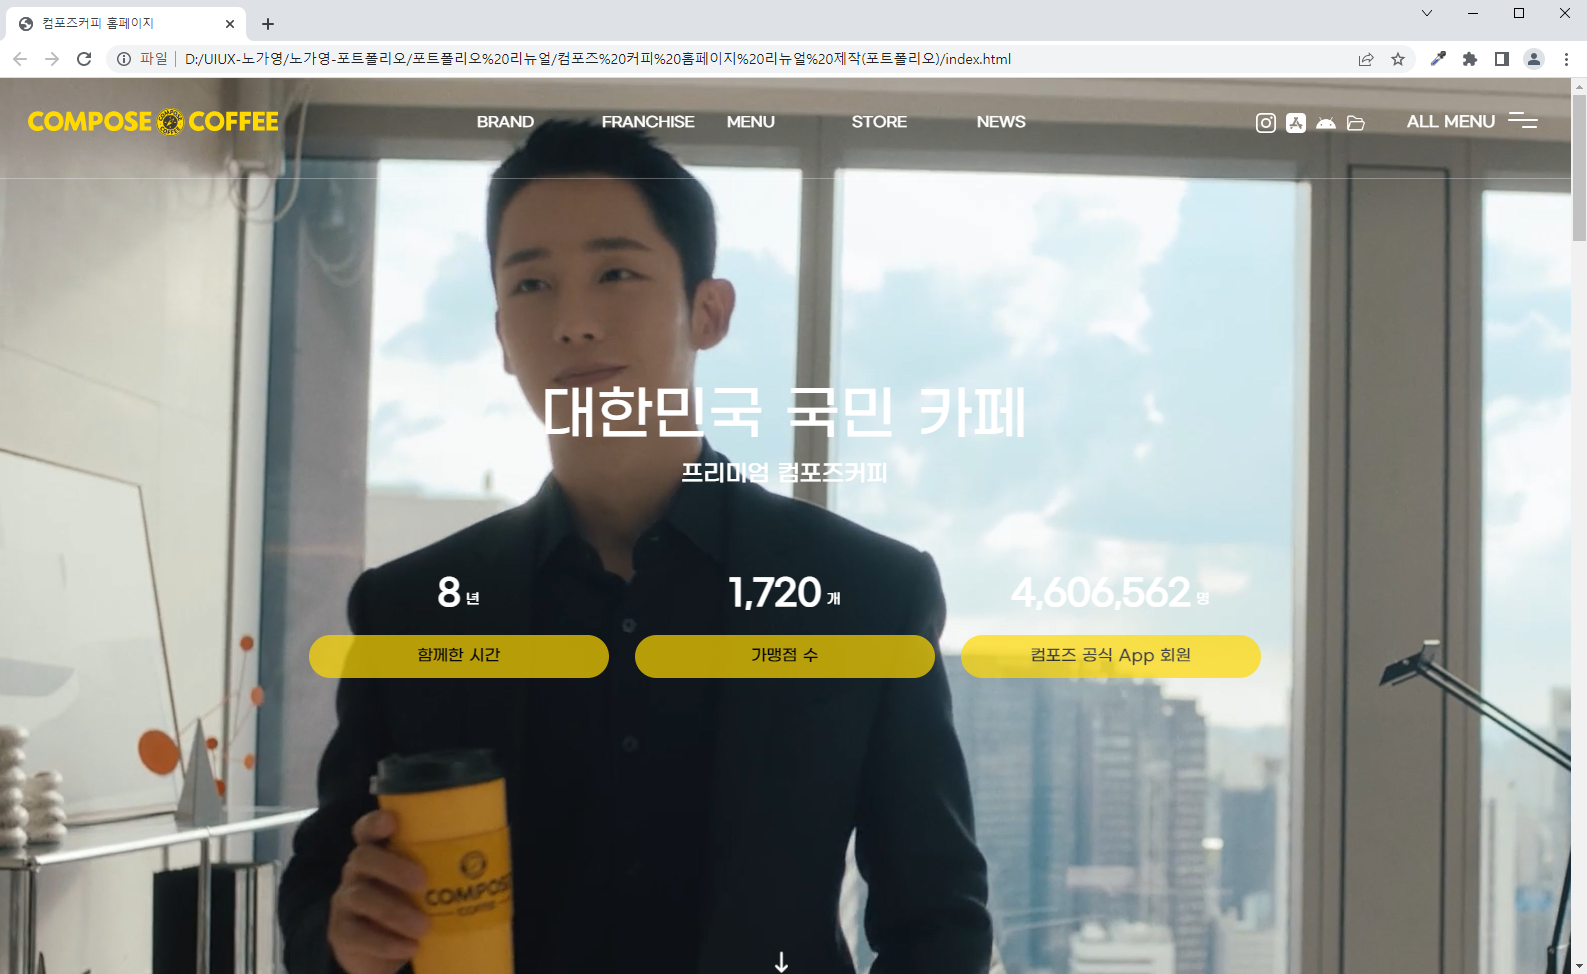 컴포즈커피 홈페이지
파일 D:/UIUX-노가영/노가영-포트폴리오/포트폴리오%20리뉴얼/컴포즈%20커피%20홈페이지%20리뉴얼%20제작(포트폴리오)/index.html
COMPOSE COFFEE BRAND FRANCHISE MENU STORE NEWS ALL MENU
대한민국 국민 카페
프리미엄 컴포즈커피
8 년 1,720 개 4,606,562 명
함께한 시간 가맹점 수 컴포즈 공식 App 회원
COMPOSE
COFFEE